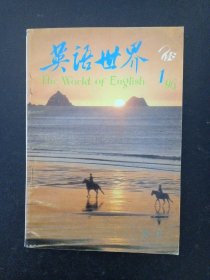 英语世界
The World of English
1